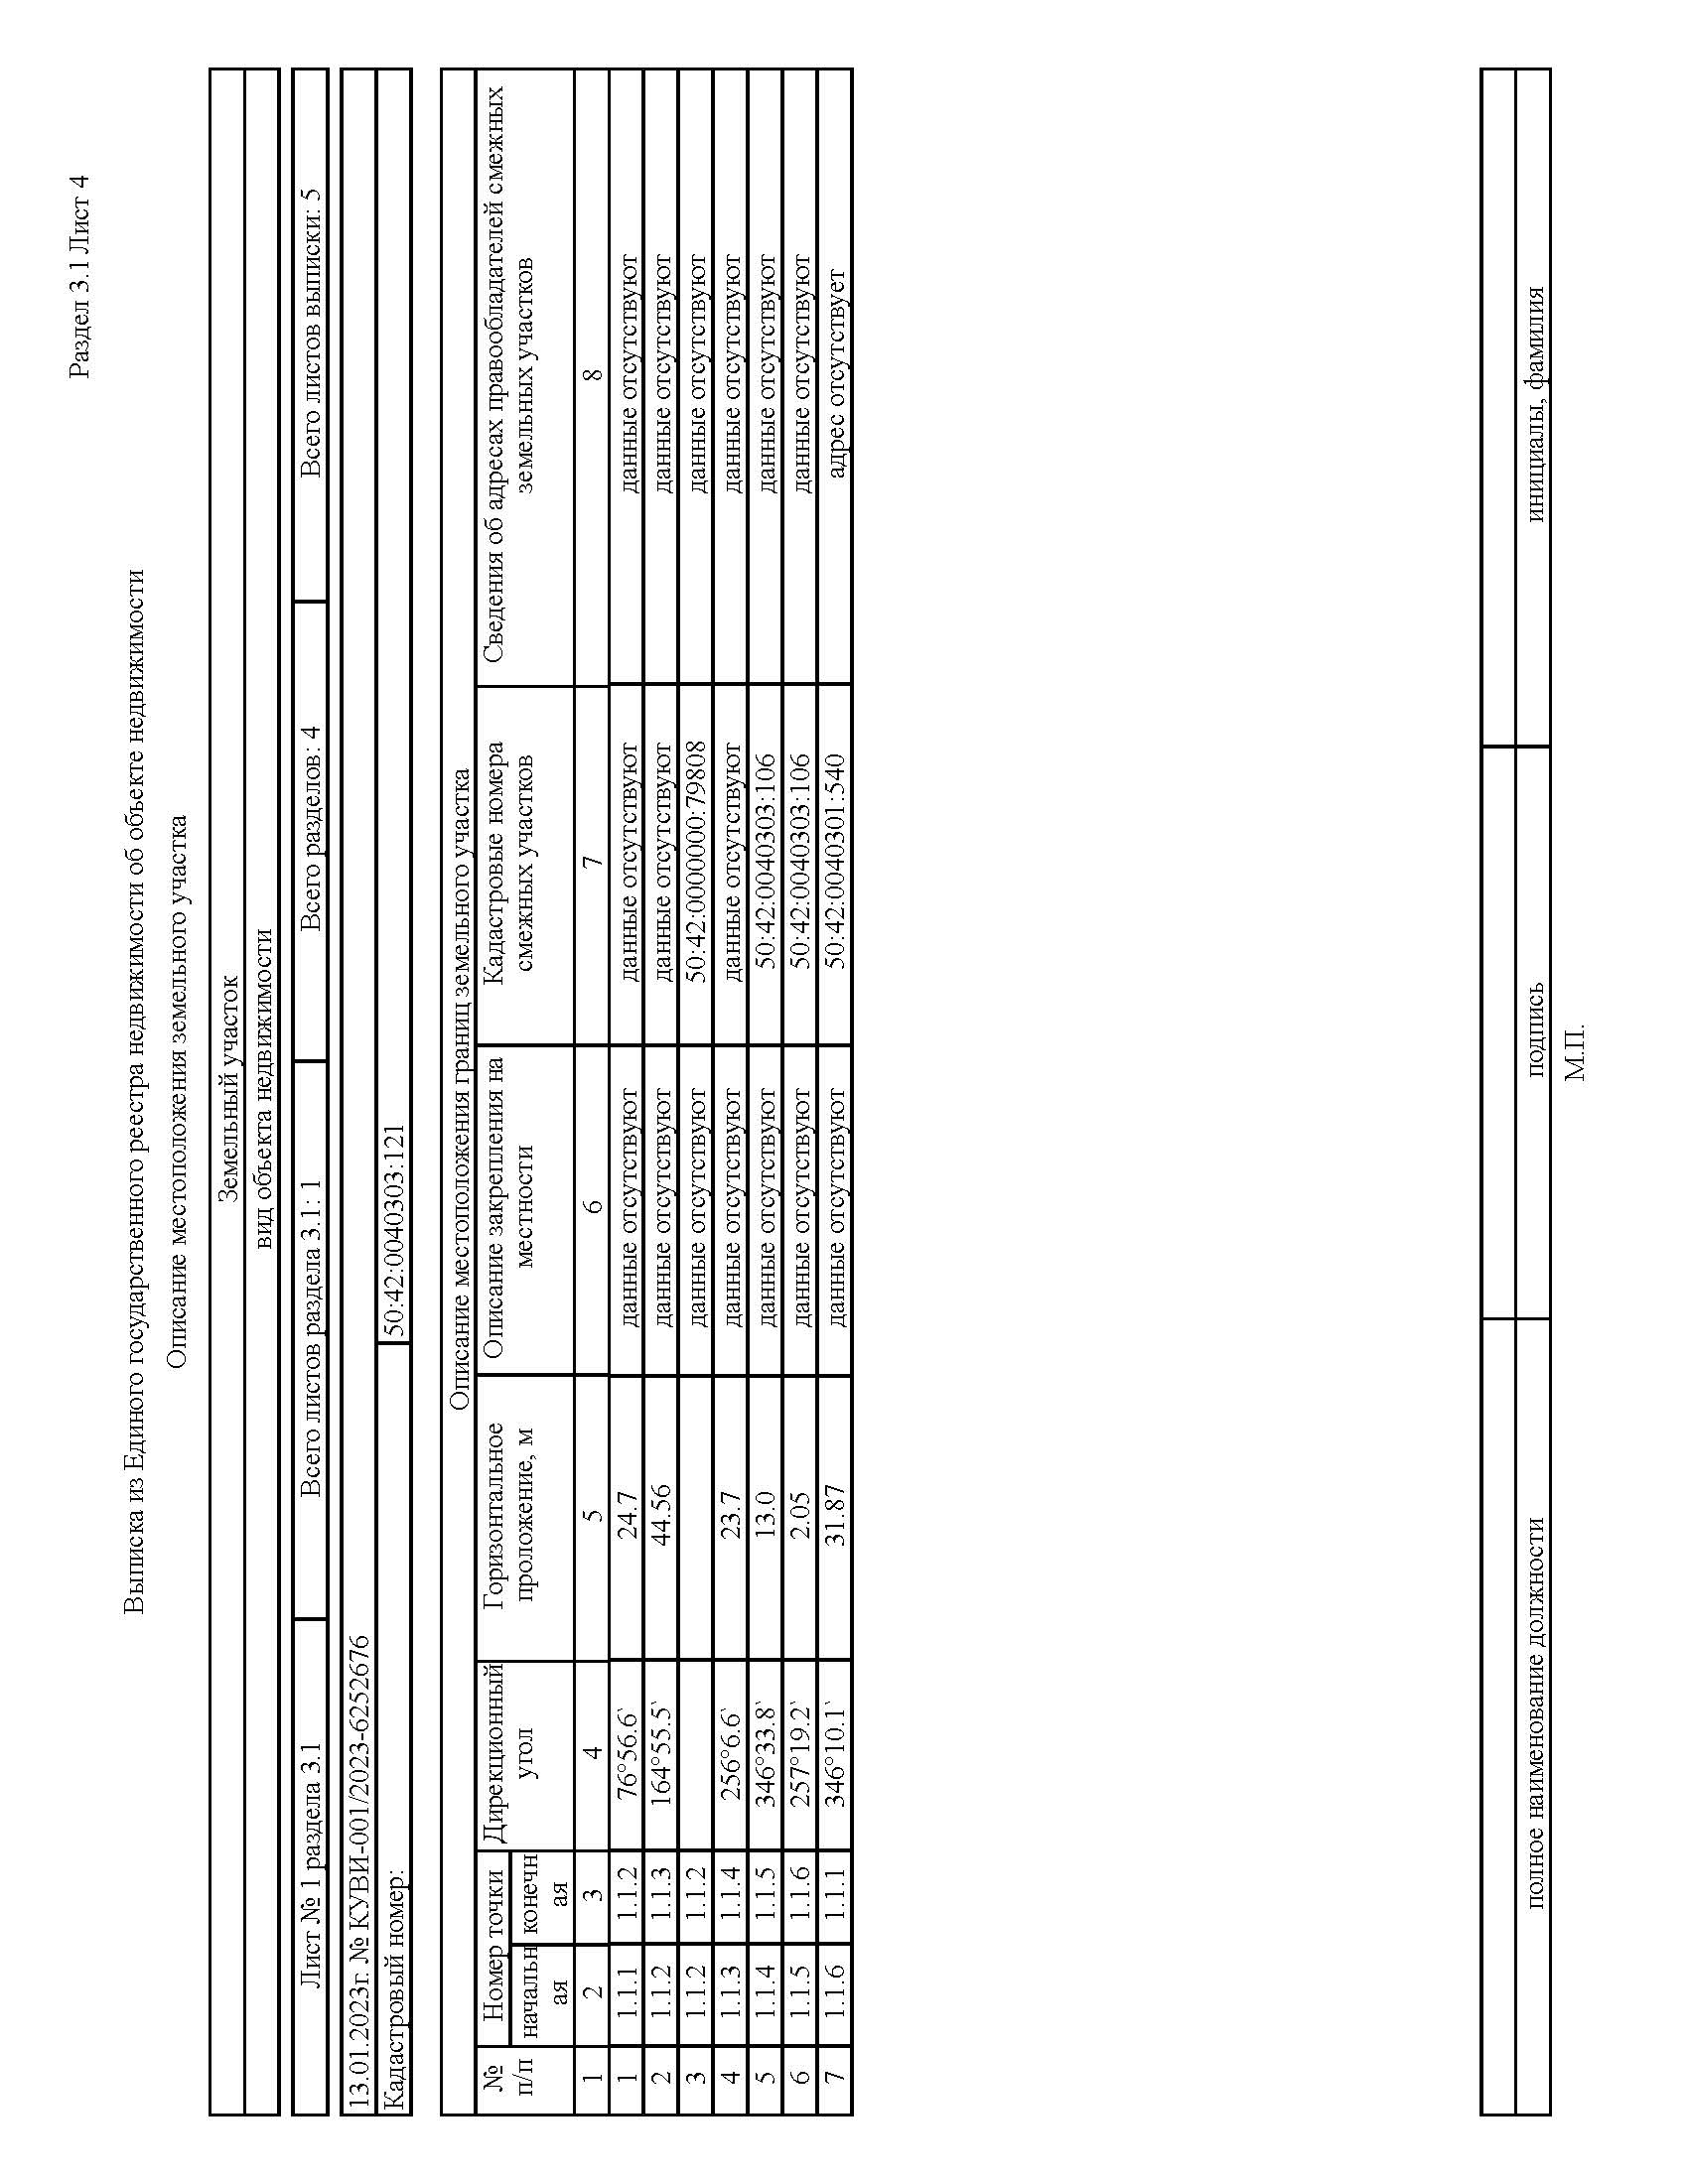 Раздел 3.1 Лист 4
Выписка из Единого государственного реестра недвижимости об объекте недвижимости
Описание местоположения земельного участка
Земельный участок
вид объекта недвижимости
Лист № 1 раздела 3.1 Всего листов раздела 3.1: 1 Всего разделов: 4 Всего листов выписки: 5
13.01.2023г. № КУВИ-001/2023-6252676
Кадастровый номер: 50:42:0040303:121
Описание местоположения границ земельного участка
№ Номер точки Дирекционный Горизонтальное Описание закрепления на Кадастровые номера Сведения об адресах правообладателей смежных
п/п начальн конечн угол проложение, м местности смежных участков земельных участков
ая ая
1 2 3 4 5 6 7 8
1 1.1.1 1.1.2 76°56.6` 24.7 данные отсутствуют данные отсутствуют данные отсутствуют
2 1.1.2 1.1.3 164°55.5` 44.56 данные отсутствуют данные отсутствуют данные отсутствуют
3 1.1.2 1.1.2 данные отсутствуют 50:42:0000000:79808 данные отсутствуют
4 1.1.3 1.1.4 256°6.6` 23.7 данные отсутствуют данные отсутствуют данные отсутствуют
5 1.1.4 1.1.5 346°33.8` 13.0 данные отсутствуют 50:42:0040303:106 данные отсутствуют
6 1.1.5 1.1.6 257°19.2` 2.05 данные отсутствуют 50:42:0040303:106 данные отсутствуют
7 1.1.6 1.1.1 346°10.1` 31.87 данные отсутствуют 50:42:0040301:540 адрес отсутствует
полное наименование должности подпись инициалы, фамилия
М.П.